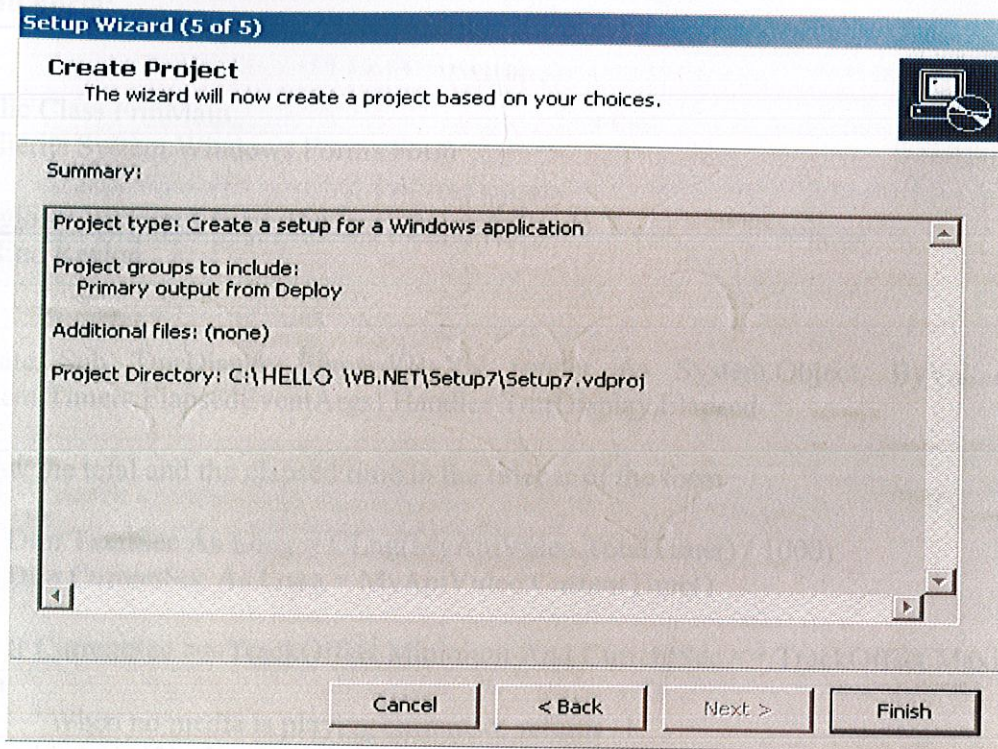 Setup Wizard (5 of 5)
Create Project
The wizard will now create a project based on your choices.
Summary:
Project type: Create a setup for a Windows application
Project groups to include:
Primary output from Deploy
Additional files: (none)
Project Directory: C:\HELLO \VB.NET\Setup7\Setup7.vdproj
Cancel
< Back
Next >
Finish